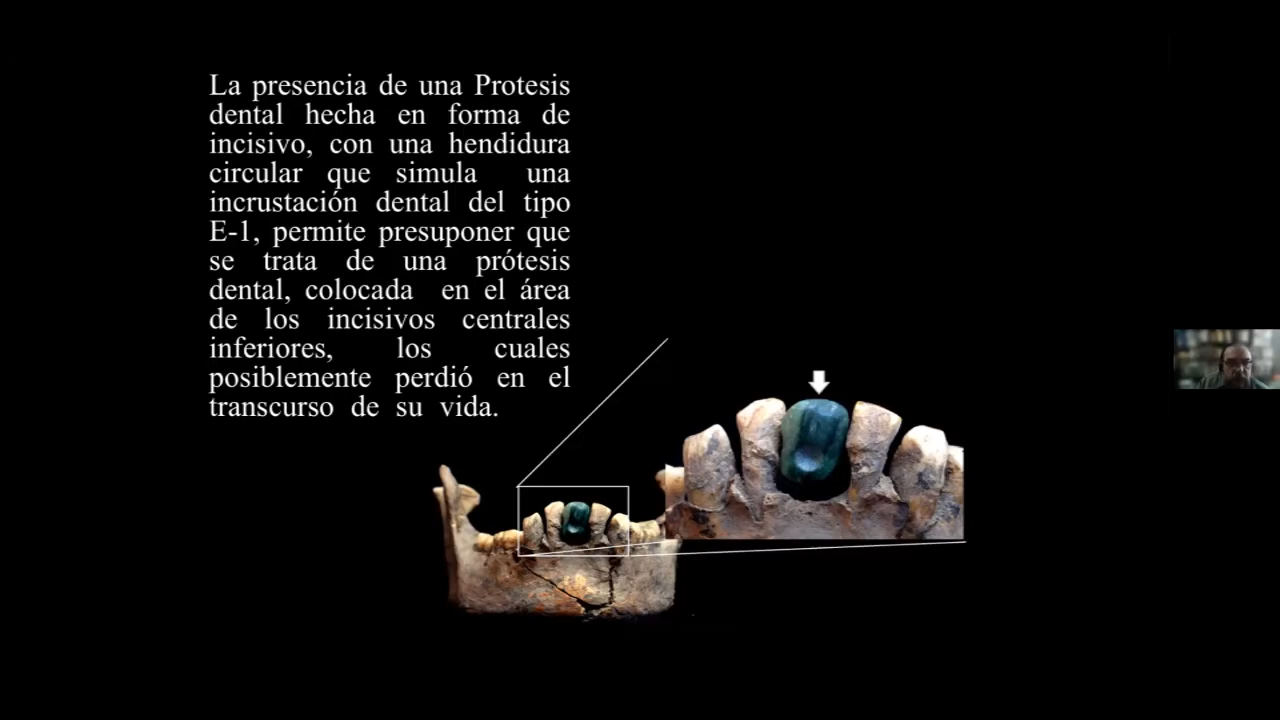 La presencia de una Protesis
dental hecha en forma de
incisivo, con una hendidura
circular que simula una
incrustación dental del tipo
E-1, permite presuponer que
se trata de una prótesis
dental, colocada en el área
de los incisivos centrales
inferiores, los cuales
posiblemente perdió en el
transcurso de su vida.